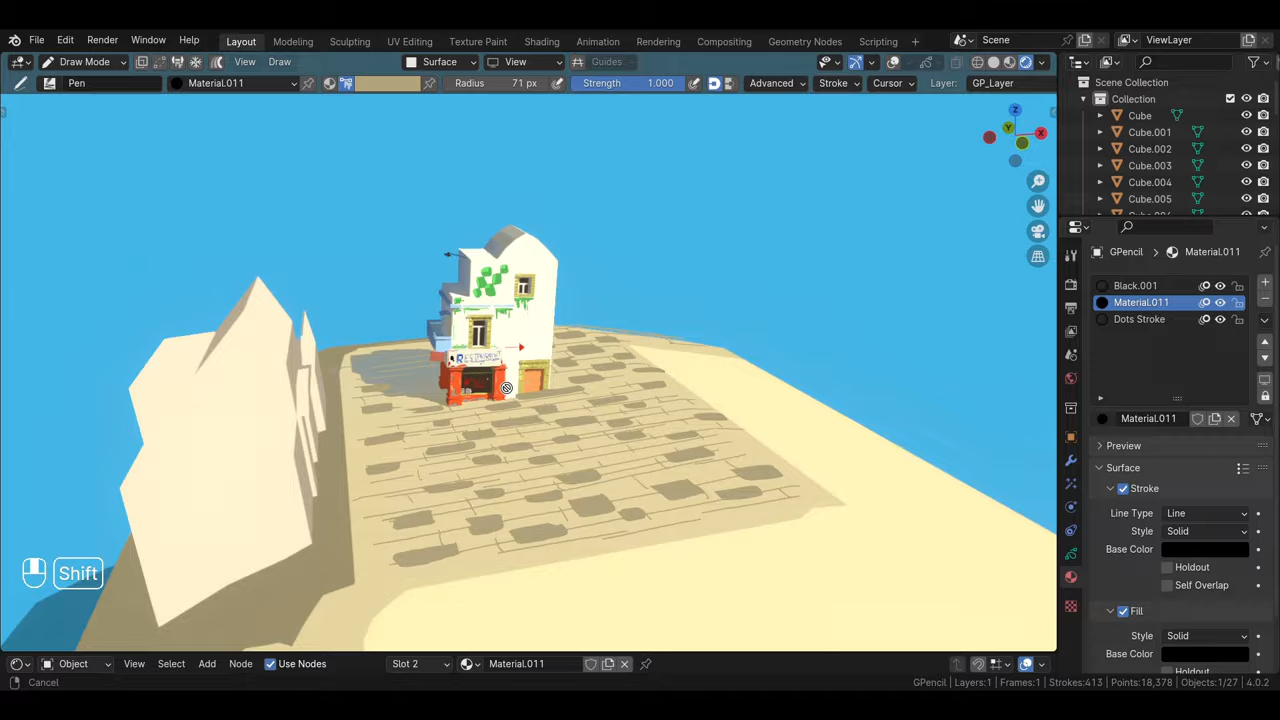 File Edit Render Window Help Layout Modeling Sculpting UV Editing Texture Paint Shading Animation Rendering Compositing Geometry Nodes Scripting + Scene ViewLayer
Draw Mode View Draw Surface View Guides
Pen Material.011 Radius 71 px Strength 1.000 Advanced Stroke Cursor Layer: GP_Layer
Scene Collection
Collection
Cube
Cube.001
Cube.002
Cube.003
Cube.004
Cube.005
Z
Y
X
RESTAURANT
GPencil > Material.011
Black.001
Material.011
Dots Stroke
Material.011
Preview
Surface
Stroke
Line Type Line
Style Solid
Base Color
Holdout
Self Overlap
Fill
Style Solid
Base Color
Shift
Object View Select Add Node Use Nodes Slot 2 Material.011
Cancel
GPencil | Layers:1 | Frames:1 | Strokes:413 | Points:18,378 | Objects:1/27 | 4.0.2